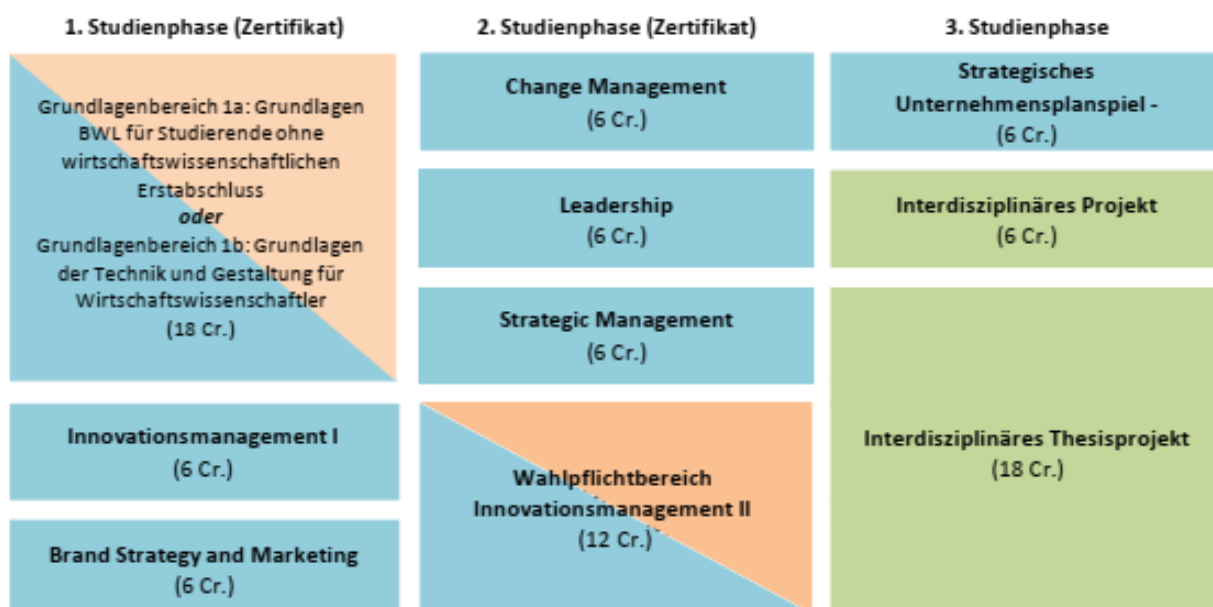 1. Studienphase (Zertifikat)
Grundlagenbereich 1a: Grundlagen
BWL für Studierende ohne
wirtschaftswissenschaftlichen
Erstabschluss
oder
Grundlagenbereich 1b: Grundlagen
der Technik und Gestaltung für
Wirtschaftswissenschaftler
(18 Cr.)
Innovationsmanagement I
(6 Cr.)
Brand Strategy and Marketing
(6 Cr.)
2. Studienphase (Zertifikat)
Change Management
(6 Cr.)
Leadership
(6 Cr.)
Strategic Management
(6 Cr.)
Wahlpflichtbereich
Innovationsmanagement II
(12 Cr.)
3. Studienphase
Strategisches
Unternehmensplanspiel -
(6 Cr.)
Interdisziplinäres Projekt
(6 Cr.)
Interdisziplinäres Thesisprojekt
(18 Cr.)